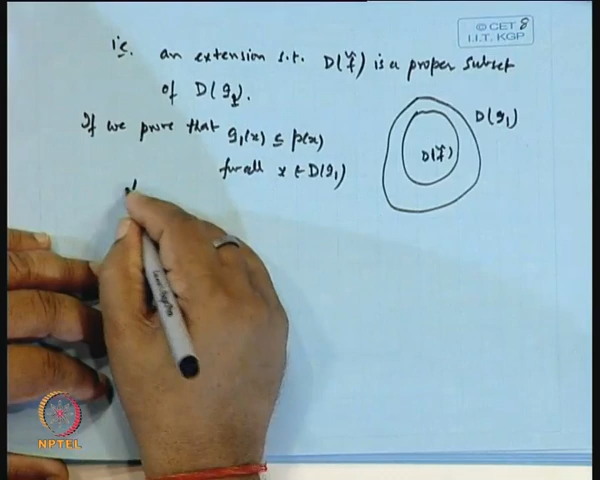 © CET 8
I.I.T. KGP
i.e. an extension s.t. D(f̃) is a proper subset
of D(g₁).
If we prove that g₁(x) ≤ p(x)
for all x ∈ D(g₁)
D(g₁)
D(f̃)
NPTEL